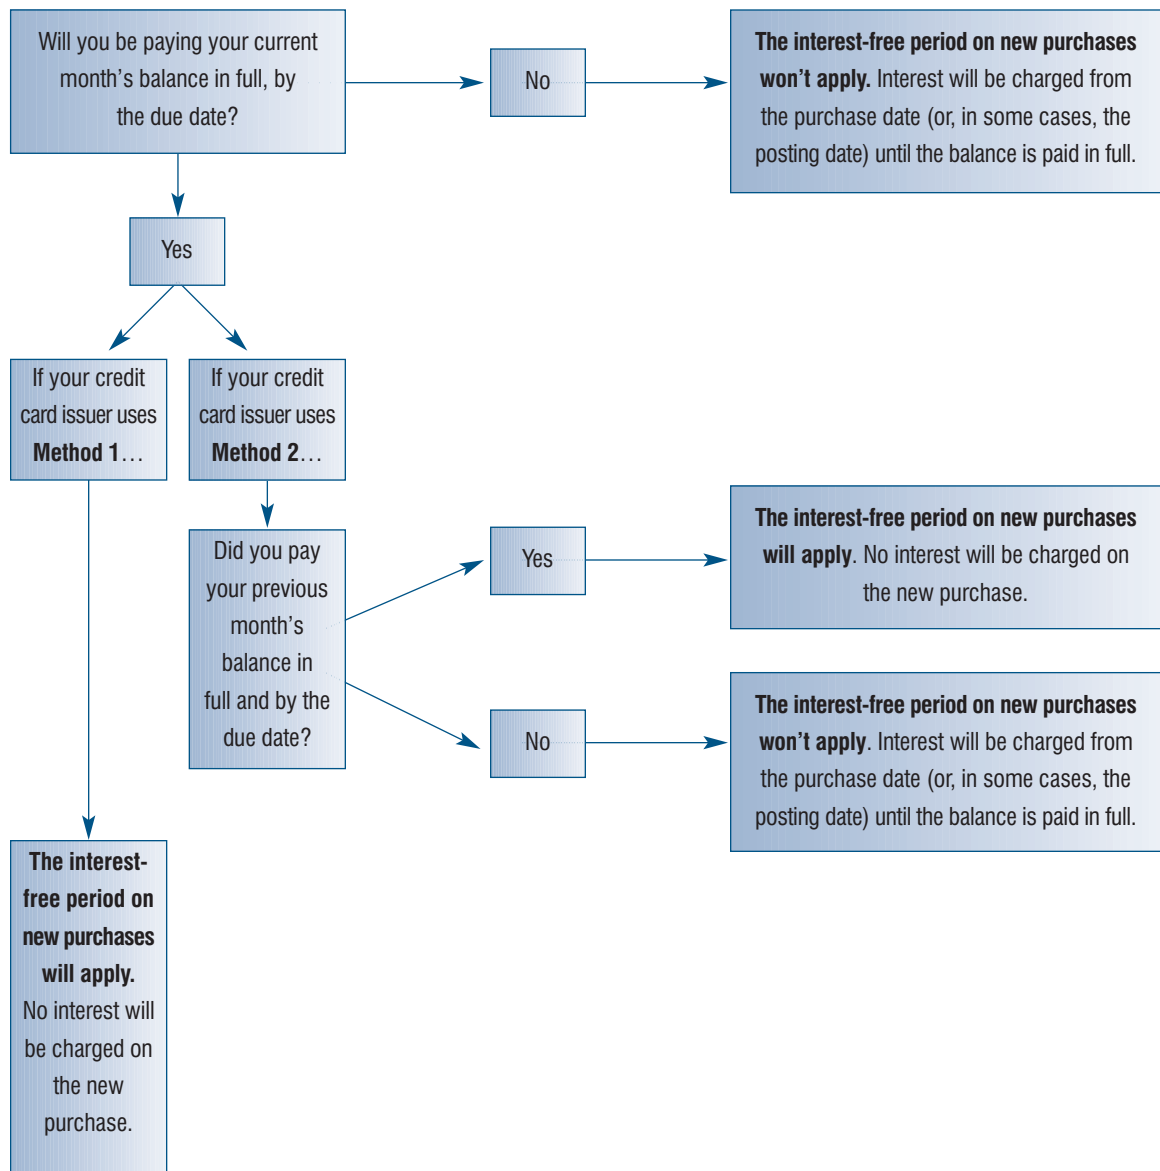 Will you be paying your current
month’s balance in full, by
the due date?
No
The interest-free period on new purchases
won’t apply. Interest will be charged from
the purchase date (or, in some cases, the
posting date) until the balance is paid in full.
Yes
If your credit
card issuer uses
Method 1…
If your credit
card issuer uses
Method 2…
Did you pay
your previous
month’s
balance in
full and by the
due date?
Yes
The interest-free period on new purchases
will apply. No interest will be charged on
the new purchase.
No
The interest-free period on new purchases
won’t apply. Interest will be charged from
the purchase date (or, in some cases, the
posting date) until the balance is paid in full.
The interest-
free period on
new purchases
will apply.
No interest will
be charged on
the new
purchase.